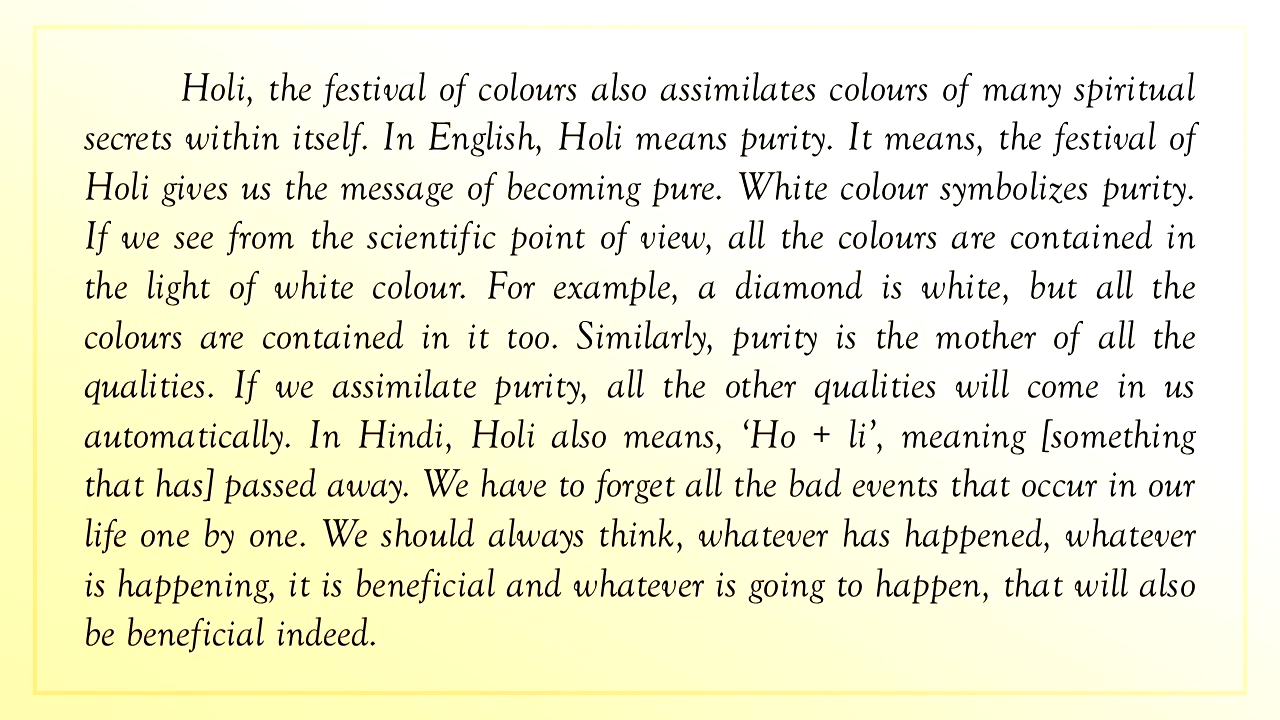 Holi, the festival of colours also assimilates colours of many spiritual
secrets within itself. In English, Holi means purity. It means, the festival of
Holi gives us the message of becoming pure. White colour symbolizes purity.
If we see from the scientific point of view, all the colours are contained in
the light of white colour. For example, a diamond is white, but all the
colours are contained in it too. Similarly, purity is the mother of all the
qualities. If we assimilate purity, all the other qualities will come in us
automatically. In Hindi, Holi also means, ‘Ho + li’, meaning [something
that has] passed away. We have to forget all the bad events that occur in our
life one by one. We should always think, whatever has happened, whatever
is happening, it is beneficial and whatever is going to happen, that will also
be beneficial indeed.